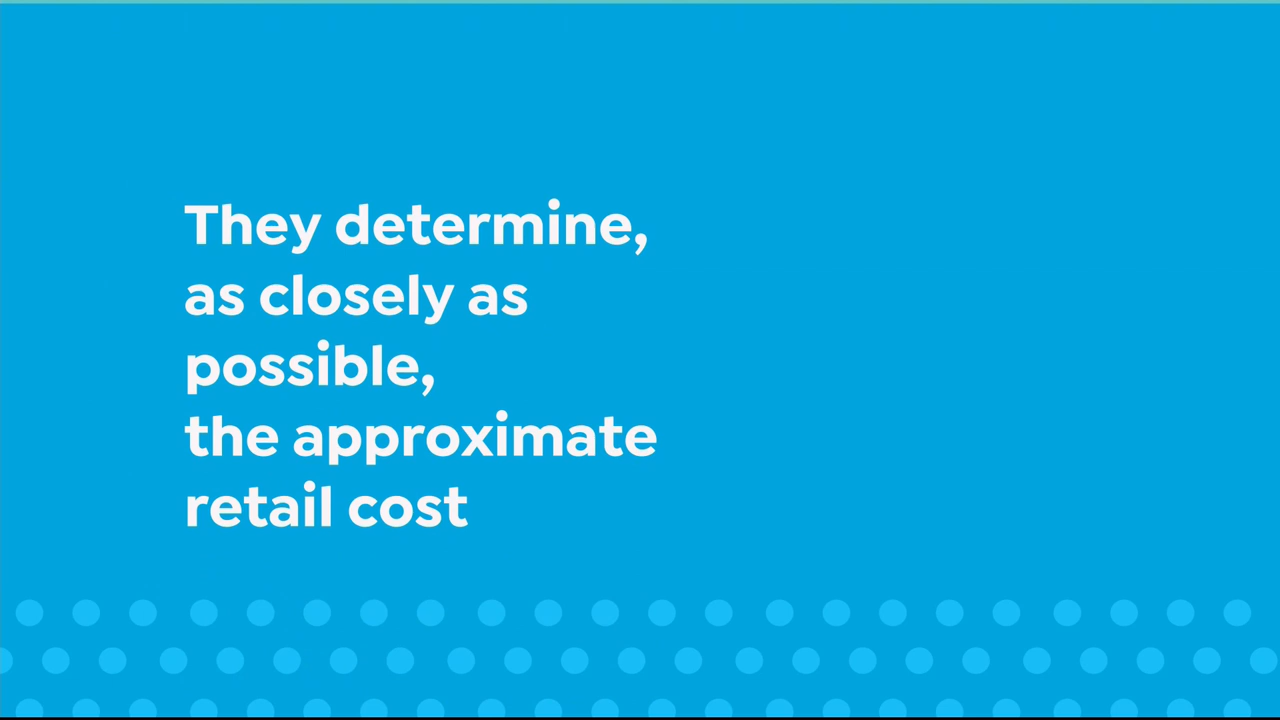 They determine,
as closely as
possible,
the approximate
retail cost